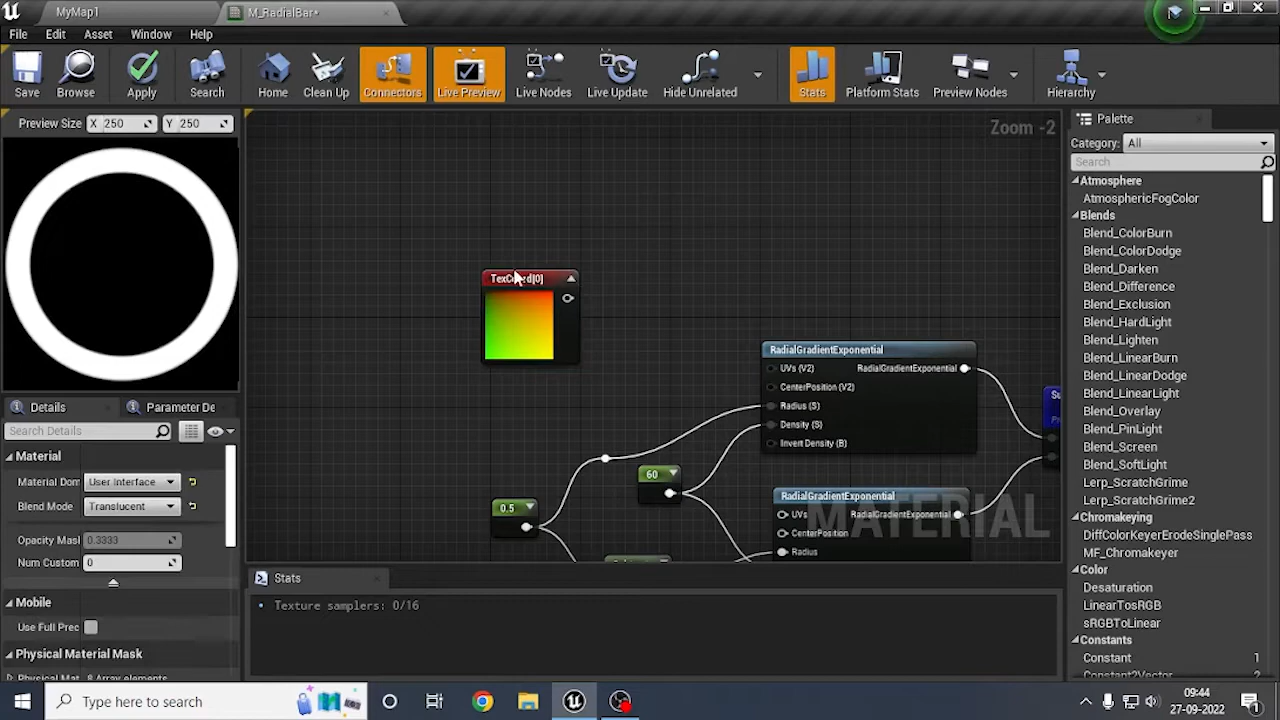 MyMap1
M_RadialBar*
File Edit Asset Window Help
Save Browse Apply Search Home Clean Up Connectors Live Preview Live Nodes Live Update Hide Unrelated Stats Platform Stats Preview Nodes Hierarchy
Preview Size X 250 Y 250
Zoom -2
Palette
Category: All
Search
Atmosphere
AtmosphericFogColor
Blends
Blend_ColorBurn
Blend_ColorDodge
Blend_Darken
Blend_Difference
Blend_Exclusion
Blend_HardLight
Blend_Lighten
Blend_LinearBurn
Blend_LinearDodge
Blend_LinearLight
Blend_Overlay
Blend_PinLight
Blend_Screen
Blend_SoftLight
Lerp_ScratchGrime
Lerp_ScratchGrime2
Chromakeying
DiffColorKeyerErodeSinglePass
MF_Chromakeyer
Color
Desaturation
LinearTosRGB
sRGBToLinear
Constants
Constant 1
Constant2Vector
TexCoord[0]
RadialGradientExponential
UVs (V2) RadialGradientExponential
CenterPosition (V2)
Radius (S)
Density (S)
Invert Density (B)
60
0.5
RadialGradientExponential
UVs RadialGradientExponential
CenterPosition
Radius
MATERIAL
Details Parameter De
Search Details
Material
Material Dom User Interface
Blend Mode Translucent
Opacity Mask 0.3333
Num Custom 0
Mobile
Use Full Prec
Physical Material Mask
8 Array elements
Stats
Texture samplers: 0/16
Type here to search
09:44
27-09-2022